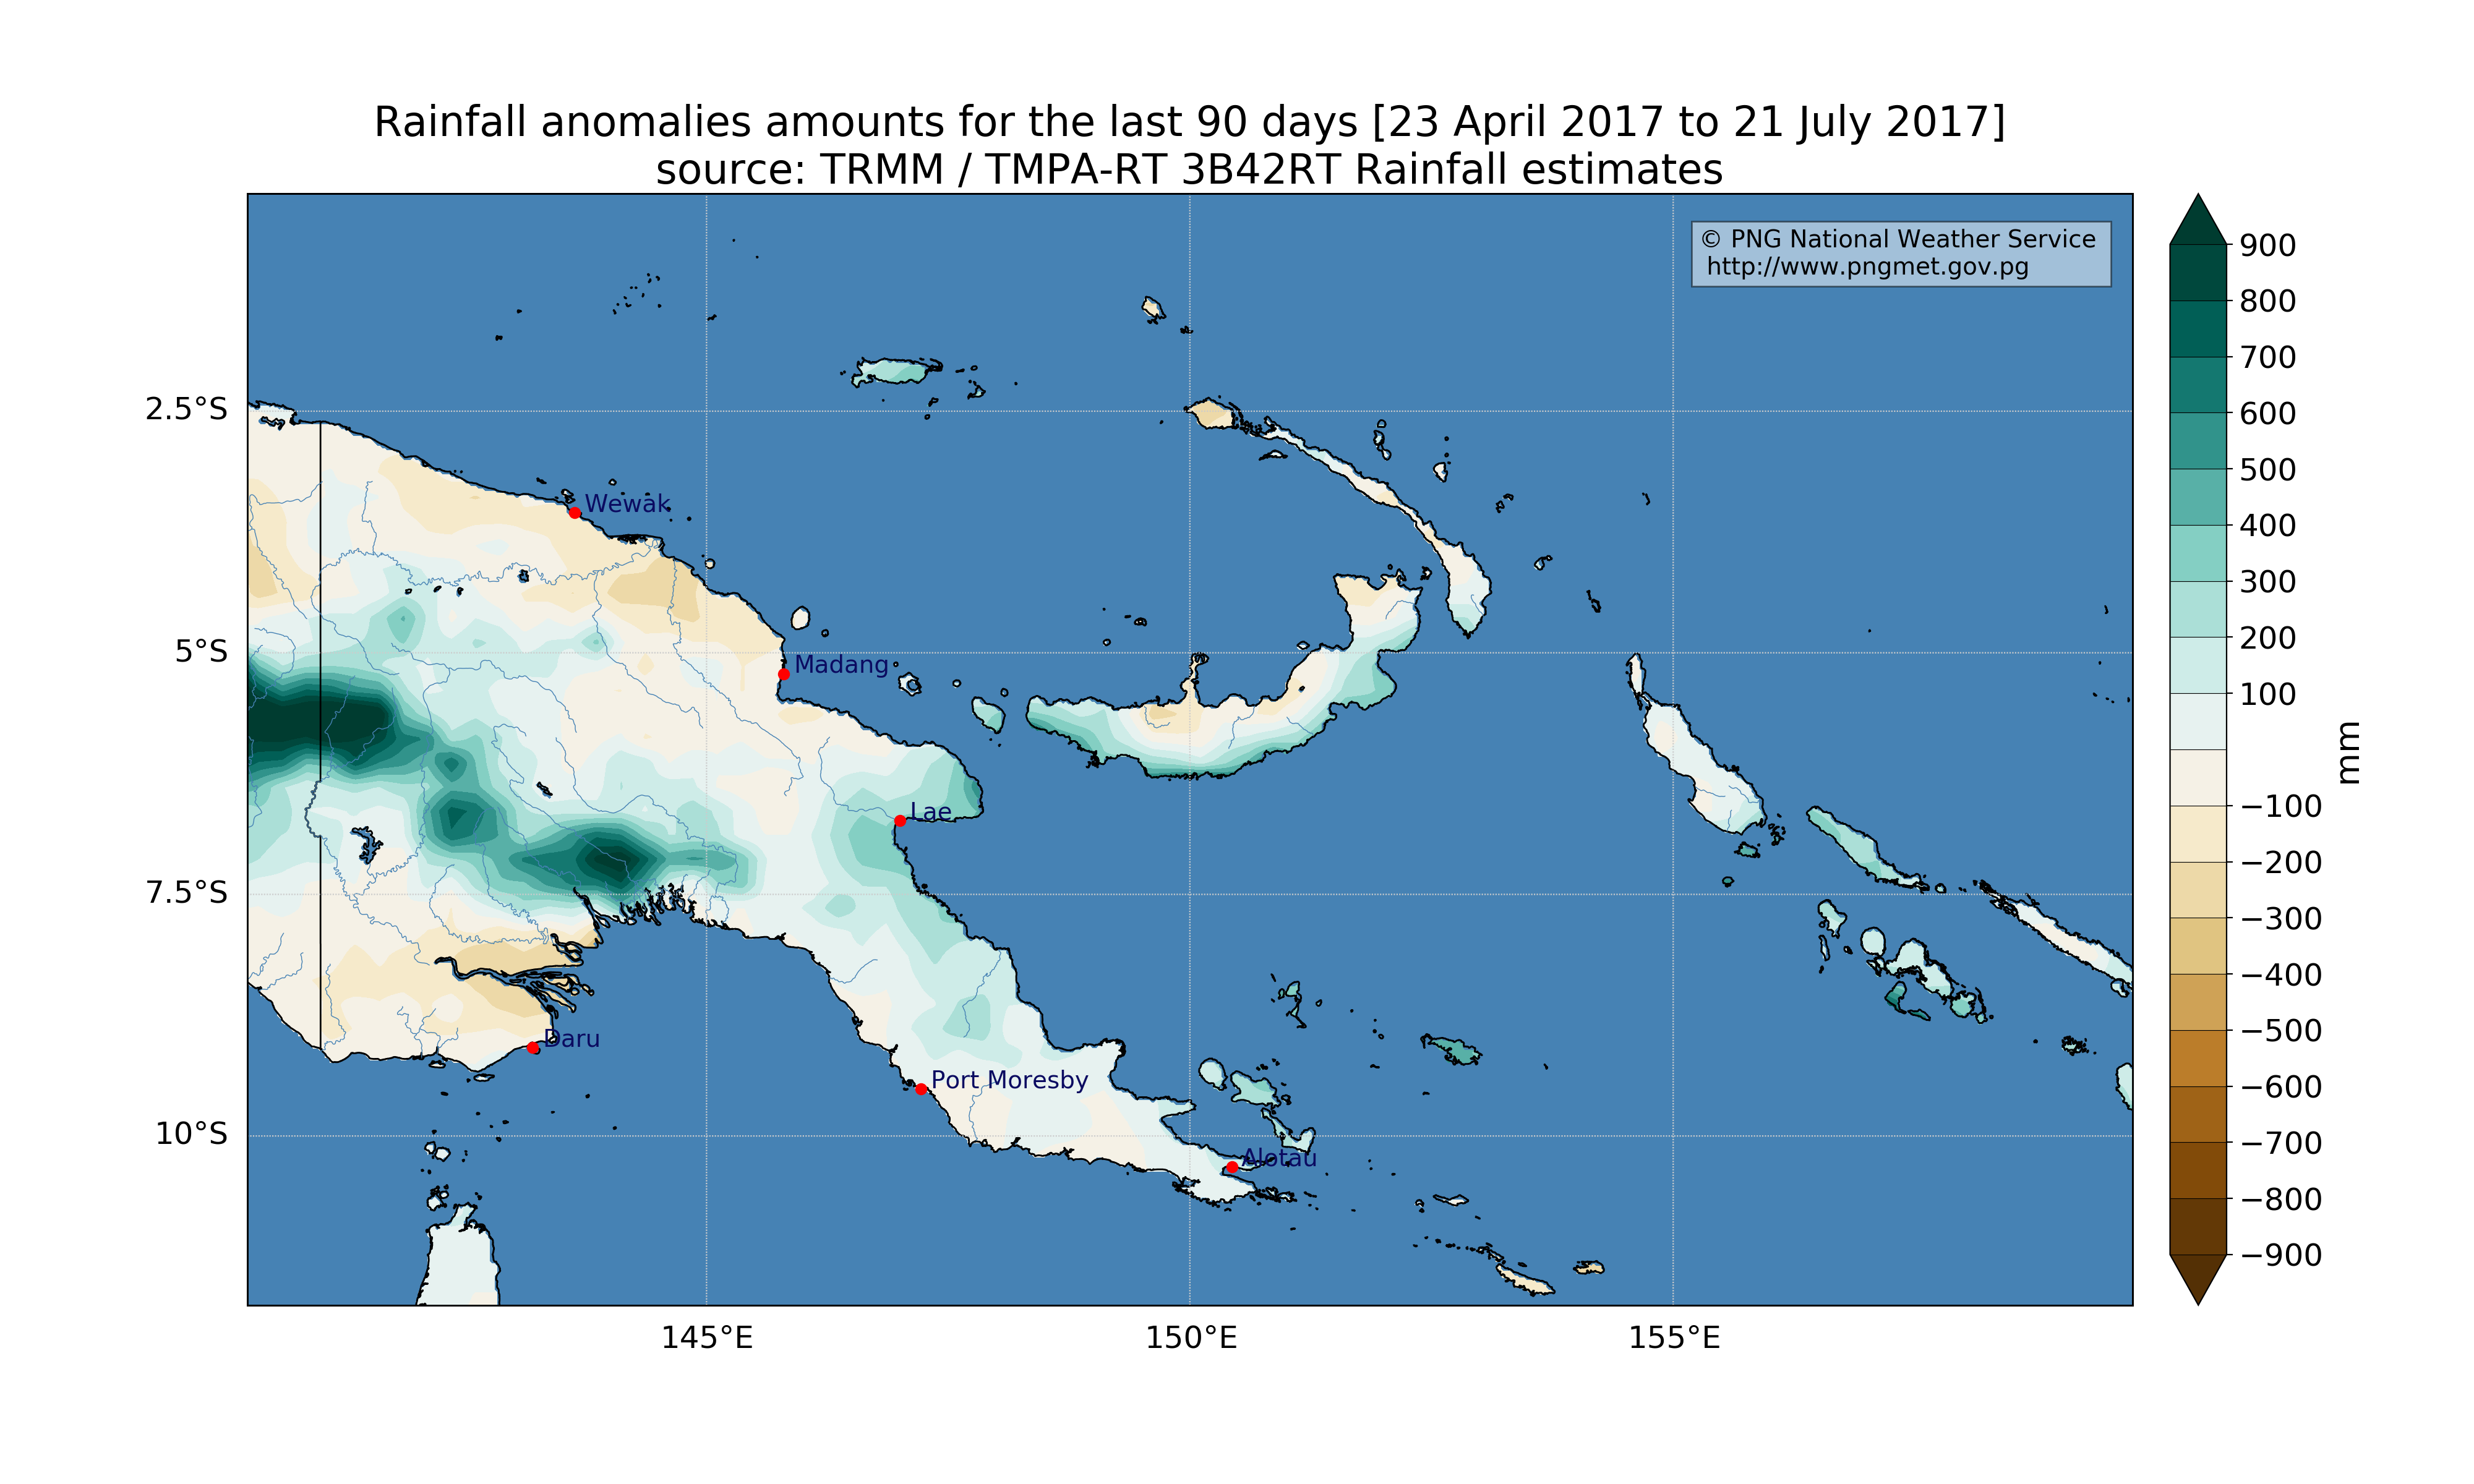 Rainfall anomalies amounts for the last 90 days [23 April 2017 to 21 July 2017]
source: TRMM / TMPA-RT 3B42RT Rainfall estimates
© PNG National Weather Service
http://www.pngmet.gov.pg
2.5°S
5°S
7.5°S
10°S
145°E
150°E
155°E
Wewak
Madang
Lae
Daru
Port Moresby
Alotau
900
800
700
600
500
400
300
200
100
−100
−200
−300
−400
−500
−600
−700
−800
−900
mm